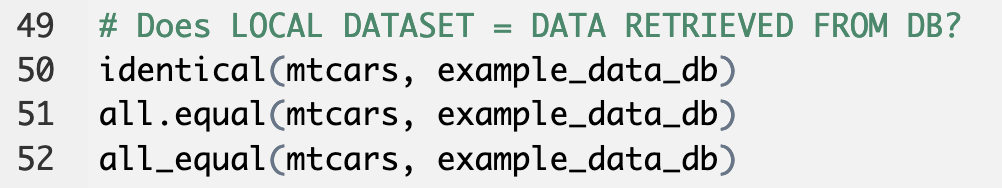 49 # Does LOCAL DATASET = DATA RETRIEVED FROM DB?
50 identical(mtcars, example_data_db)
51 all.equal(mtcars, example_data_db)
52 all_equal(mtcars, example_data_db)